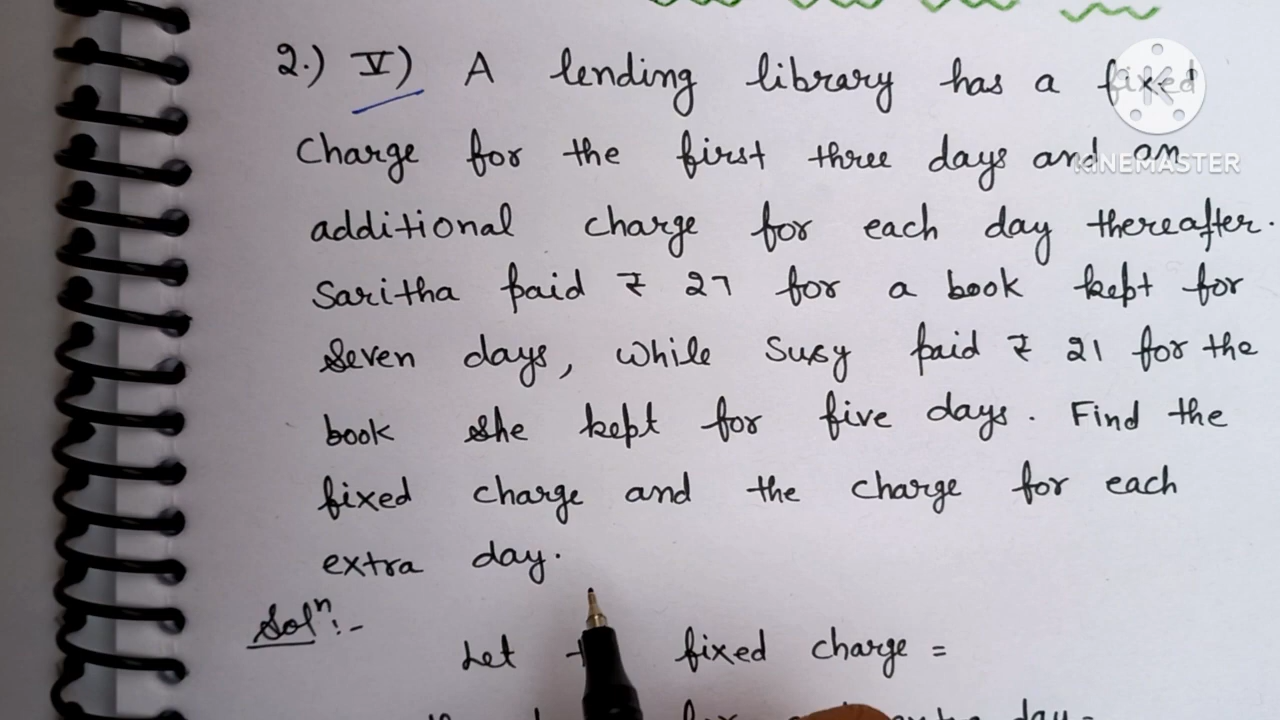 2.) V) A lending library has a fixed
Charge for the first three days and an
additional charge for each day thereafter.
Saritha paid ₹ 27 for a book kept for
Seven days, while Susy paid ₹ 21 for the
book she kept for five days. Find the
fixed charge and the charge for each
extra day.
Solⁿ:-
Let fixed charge =
KINEMASTER